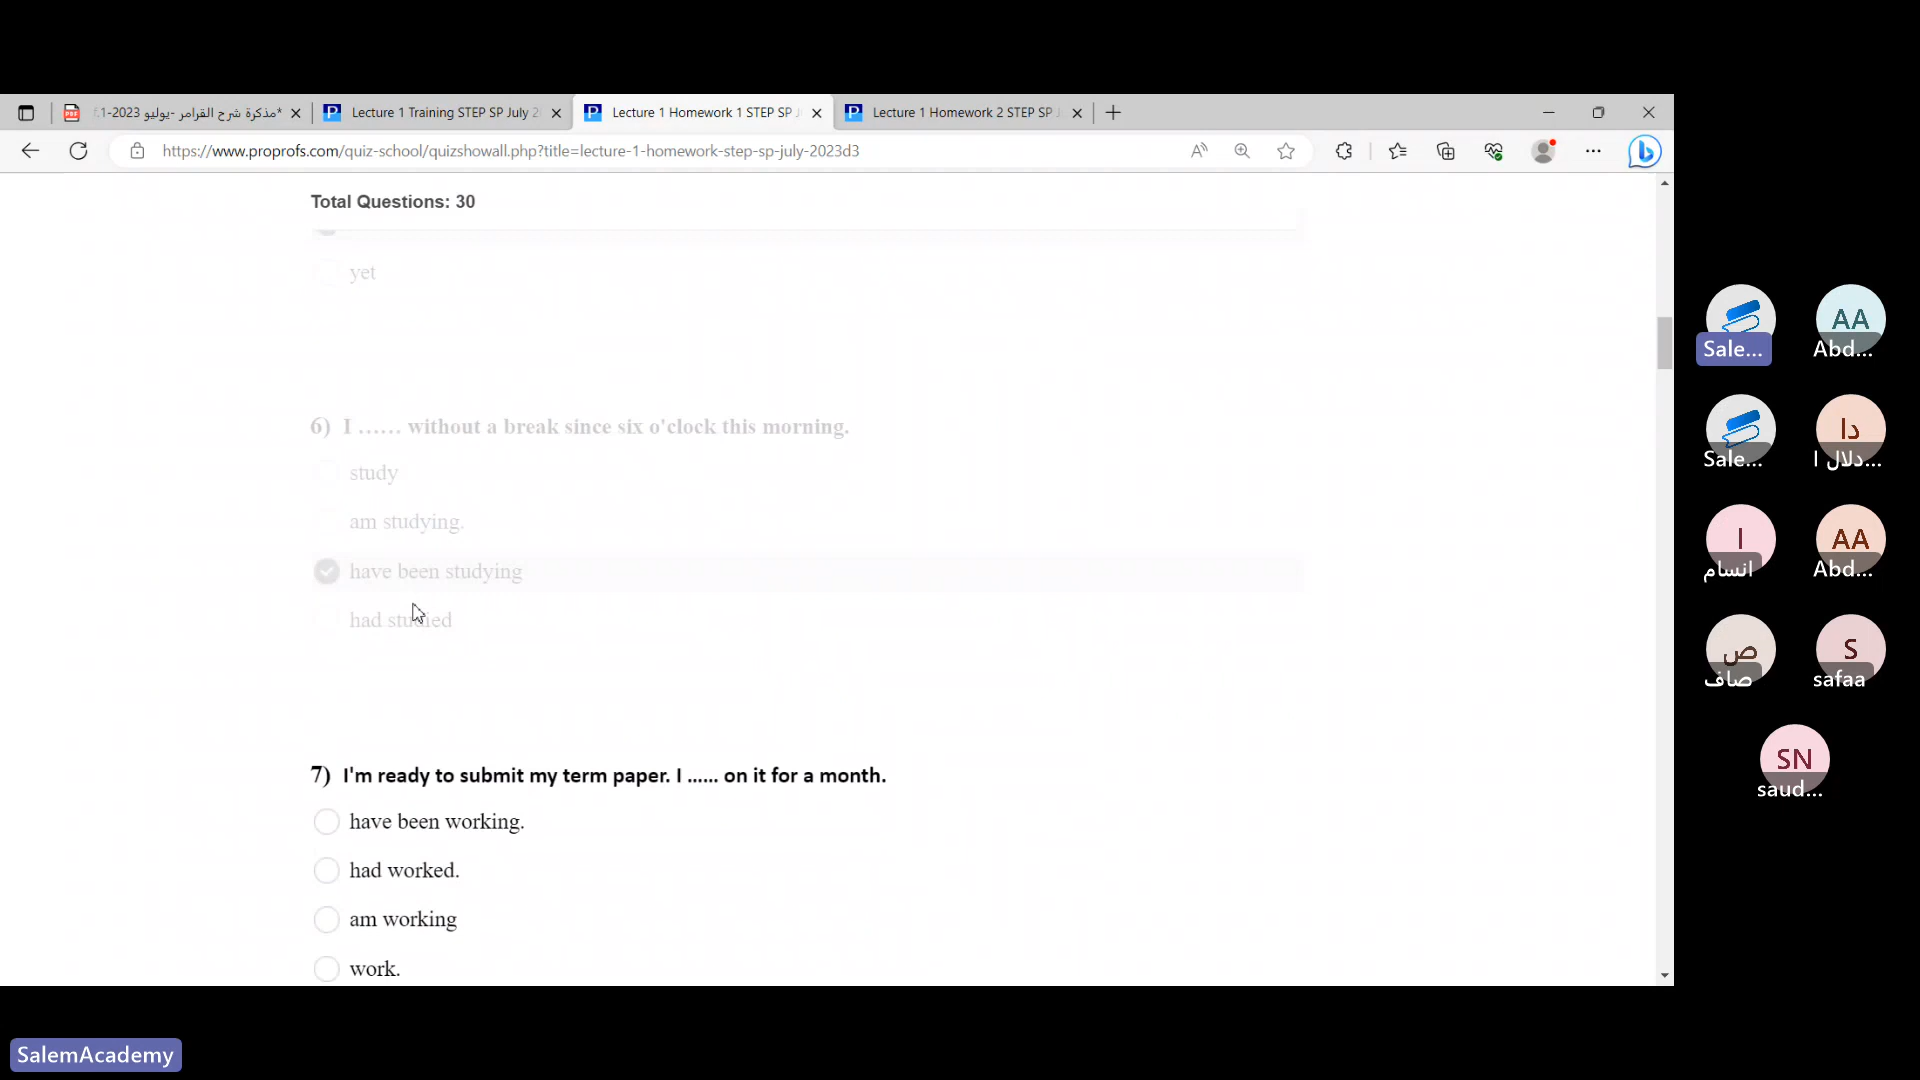 *مذكرة شرح القرامر -يوليو 2023-1.
Lecture 1 Training STEP SP July 2
Lecture 1 Homework 1 STEP SP J
Lecture 1 Homework 2 STEP SP J
https://www.proprofs.com/quiz-school/quizshowall.php?title=lecture-1-homework-step-sp-july-2023d3
Total Questions: 30
yet
6) I …… without a break since six o'clock this morning.
study
am studying.
have been studying
had studied
7) I'm ready to submit my term paper. I ...... on it for a month.
have been working.
had worked.
am working
work.
Sale...
AA
Abd...
Sale...
دا
دلال ا...
ا
انسام
AA
Abd...
ص
صاف
S
safaa
SN
saud...
SalemAcademy